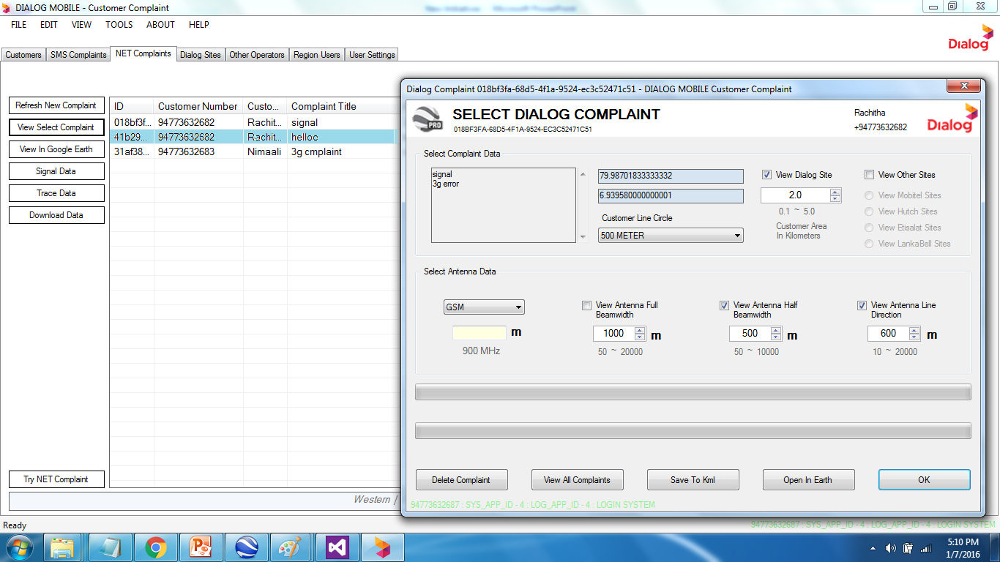 DIALOG MOBILE - Customer Complaint
New Initiatives - Microsoft PowerPoint
FILE EDIT VIEW TOOLS ABOUT HELP
Dialog
Customers SMS Complaints NET Complaints Dialog Sites Other Operators Region Users User Settings
Refresh New Complaint
View Select Complaint
View In Google Earth
Signal Data
Trace Data
Download Data
Try NET Complaint
ID Customer Number Custo... Complaint Title
018bf3f... 94773632682 Rachit... signal
41b29... 94773632682 Rachit... helloc
31af38... 94773632683 Nimaali 3g cmplaint
Western |
Dialog Complaint 018bf3fa-68d5-4f1a-9524-ec3c52471c51 - DIALOG MOBILE Customer Complaint
PRO
SELECT DIALOG COMPLAINT
018BF3FA-68D5-4F1A-9524-EC3C52471C51
Rachitha
+94773632682
Dialog
Select Complaint Data
signal
3g error
79.98701833333332
6.939580000000001
Customer Line Circle
500 METER
View Dialog Site
2.0
0.1 ~ 5.0
Customer Area
In Kilometers
View Other Sites
View Mobitel Sites
View Hutch Sites
View Etisalat Sites
View LankaBell Sites
Select Antenna Data
GSM
m
900 MHz
View Antenna Full
Beamwidth
1000 m
50 ~ 20000
View Antenna Half
Beamwidth
500 m
50 ~ 10000
View Antenna Line
Direction
600 m
10 ~ 20000
Delete Complaint View All Complaints Save To Kml Open In Earth OK
94773632687 : SYS_APP_ID - 4 : LOG_APP_ID - 4 : LOGIN SYSTEM
Ready
94773632687 : SYS_APP_ID - 4 : LOG_APP_ID - 4 : LOGIN SYSTEM
5:10 PM
1/7/2016